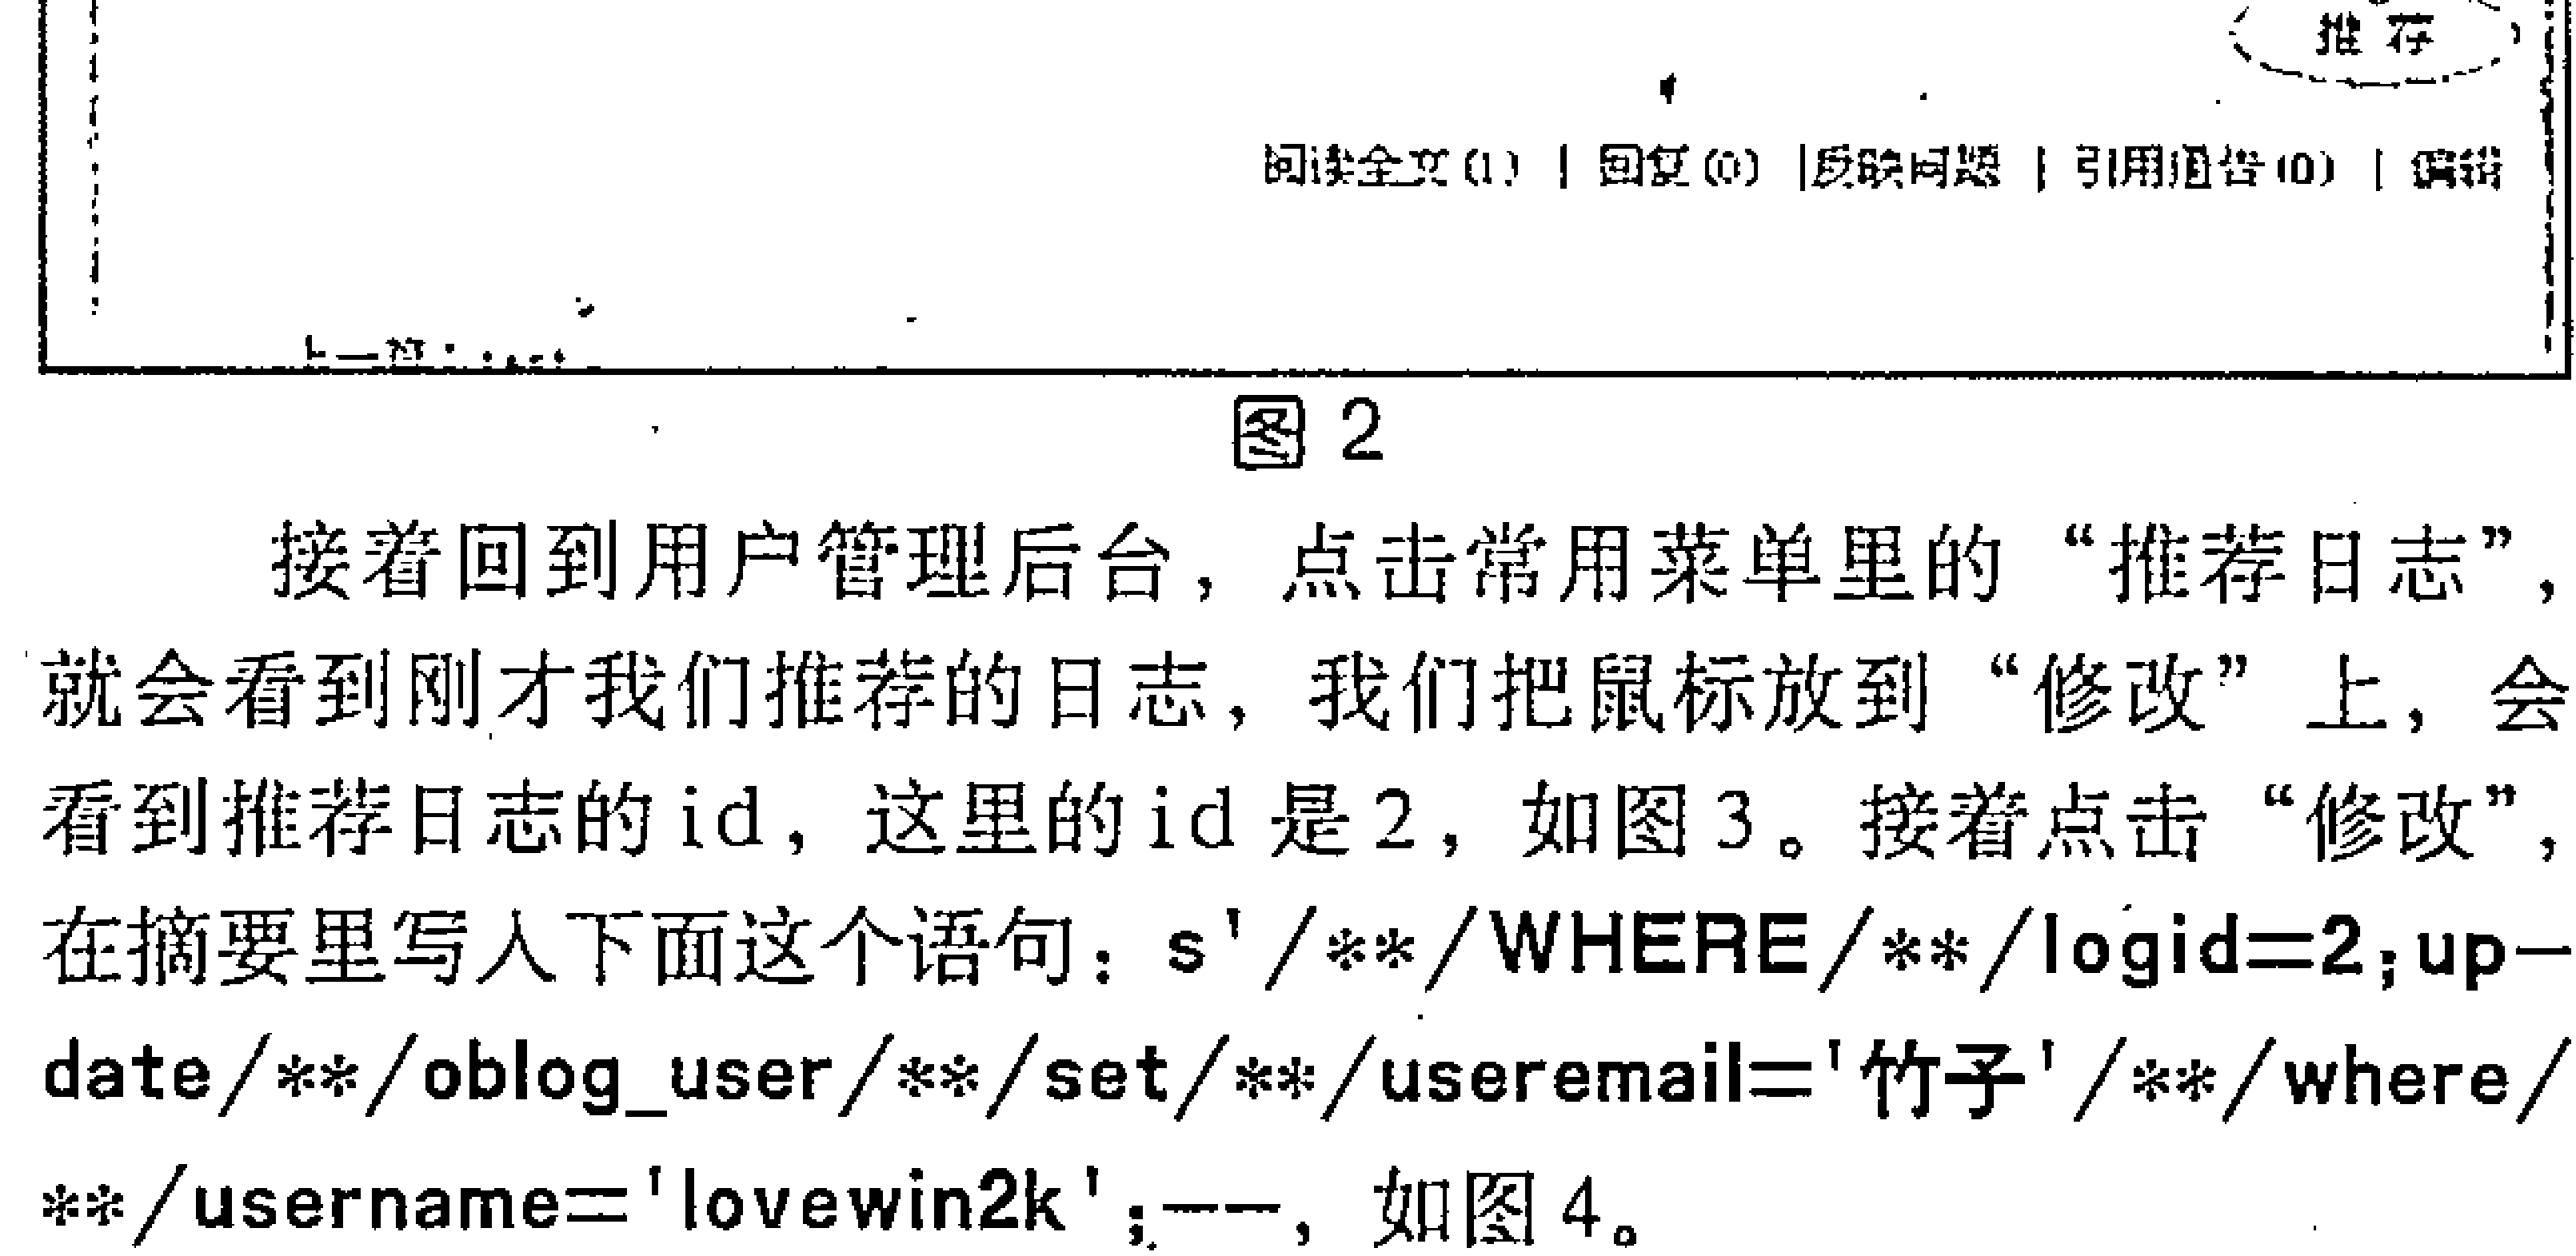 推荐
阅读全文(1) | 回复(0) |反映问题 | 引用通告(0) | 编辑
图 2
接着回到用户管理后台，点击常用菜单里的“推荐日志”，
就会看到刚才我们推荐的日志，我们把鼠标放到“修改”上，会
看到推荐日志的id，这里的id是2，如图3。接着点击“修改”，
在摘要里写入下面这个语句：s'/**/WHERE/**/logid=2;up-
date/**/oblog_user/**/set/**/useremail='竹子'/**/where/
**/username='lovewin2k';--，如图4。